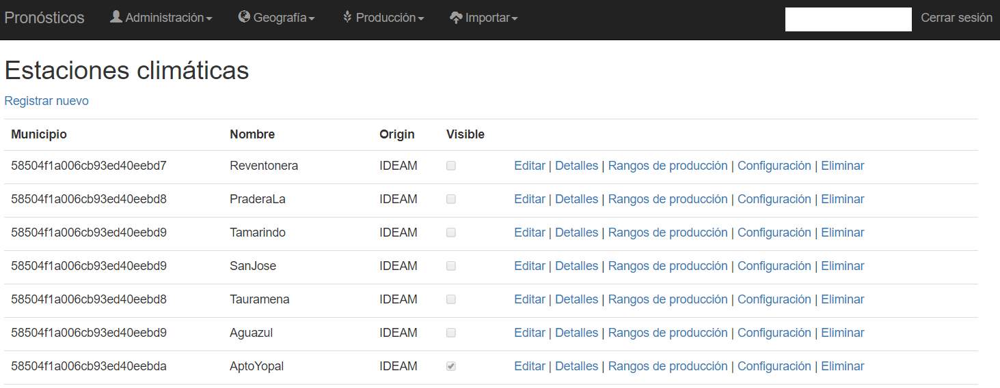 Pronósticos Administración Geografía Producción Importar Cerrar sesión
Estaciones climáticas
Registrar nuevo
Municipio Nombre Origin Visible
58504f1a006cb93ed40eebd7 Reventonera IDEAM Editar | Detalles | Rangos de producción | Configuración | Eliminar
58504f1a006cb93ed40eebd8 PraderaLa IDEAM Editar | Detalles | Rangos de producción | Configuración | Eliminar
58504f1a006cb93ed40eebd9 Tamarindo IDEAM Editar | Detalles | Rangos de producción | Configuración | Eliminar
58504f1a006cb93ed40eebd9 SanJose IDEAM Editar | Detalles | Rangos de producción | Configuración | Eliminar
58504f1a006cb93ed40eebd8 Tauramena IDEAM Editar | Detalles | Rangos de producción | Configuración | Eliminar
58504f1a006cb93ed40eebd9 Aguazul IDEAM Editar | Detalles | Rangos de producción | Configuración | Eliminar
58504f1a006cb93ed40eebda AptoYopal IDEAM Editar | Detalles | Rangos de producción | Configuración | Eliminar